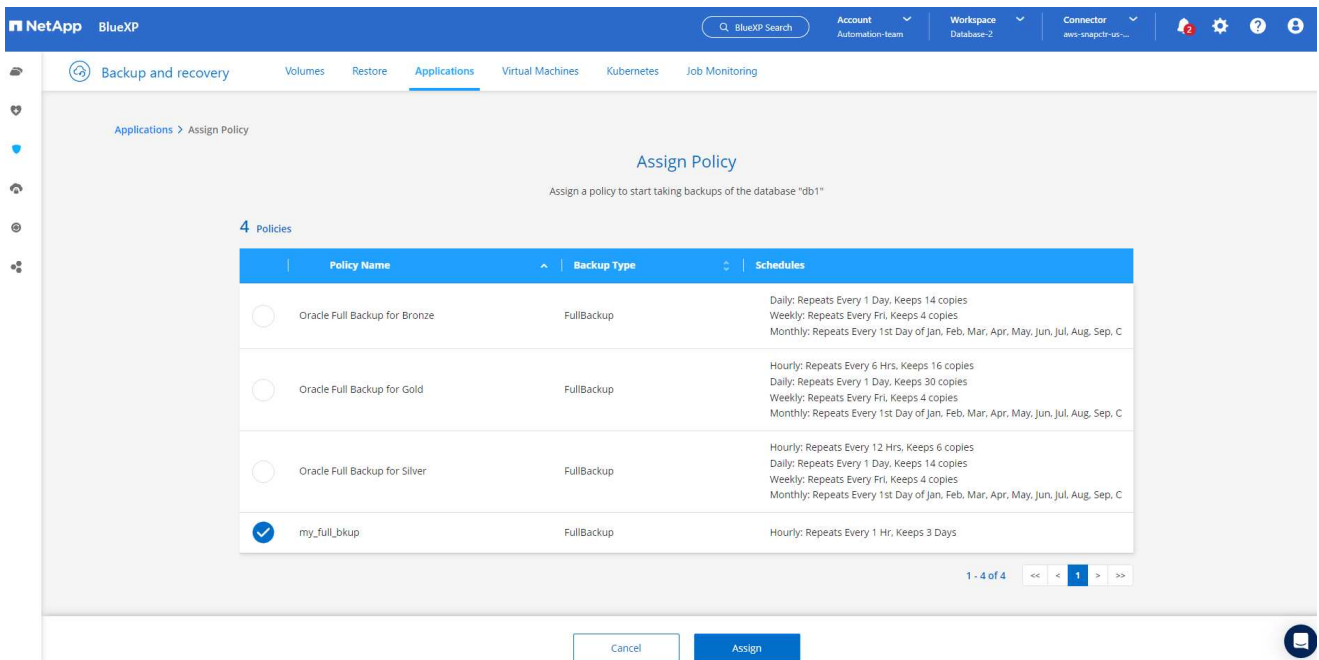 NetApp BlueXP
BlueXP Search
Account
Automation-team
Workspace
Database-2
Connector
aws-snapctr-us-...
2
Backup and recovery
Volumes Restore Applications Virtual Machines Kubernetes Job Monitoring
Applications > Assign Policy
Assign Policy
Assign a policy to start taking backups of the database "db1"
4 Policies
Policy Name Backup Type Schedules
Oracle Full Backup for Bronze FullBackup
Daily: Repeats Every 1 Day, Keeps 14 copies
Weekly: Repeats Every Fri, Keeps 4 copies
Monthly: Repeats Every 1st Day of Jan, Feb, Mar, Apr, May, Jun, Jul, Aug, Sep, C
Oracle Full Backup for Gold FullBackup
Hourly: Repeats Every 6 Hrs, Keeps 16 copies
Daily: Repeats Every 1 Day, Keeps 30 copies
Weekly: Repeats Every Fri, Keeps 4 copies
Monthly: Repeats Every 1st Day of Jan, Feb, Mar, Apr, May, Jun, Jul, Aug, Sep, C
Oracle Full Backup for Silver FullBackup
Hourly: Repeats Every 12 Hrs, Keeps 6 copies
Daily: Repeats Every 1 Day, Keeps 14 copies
Weekly: Repeats Every Fri, Keeps 4 copies
Monthly: Repeats Every 1st Day of Jan, Feb, Mar, Apr, May, Jun, Jul, Aug, Sep, C
my_full_bkup FullBackup Hourly: Repeats Every 1 Hr, Keeps 3 Days
1 - 4 of 4 << < 1 > >>
Cancel Assign